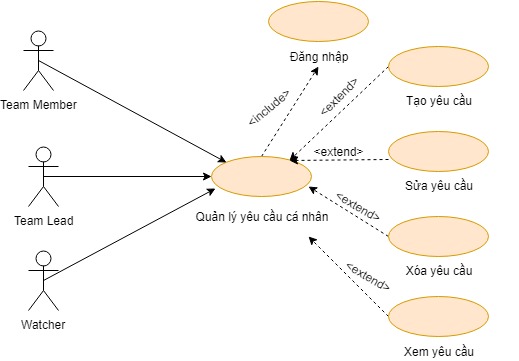 Đăng nhập
Team Member
<include>
<extend>
Tạo yêu cầu
<extend>
Sửa yêu cầu
Team Lead
Quản lý yêu cầu cá nhân
<extend>
Xóa yêu cầu
<extend>
Watcher
Xem yêu cầu